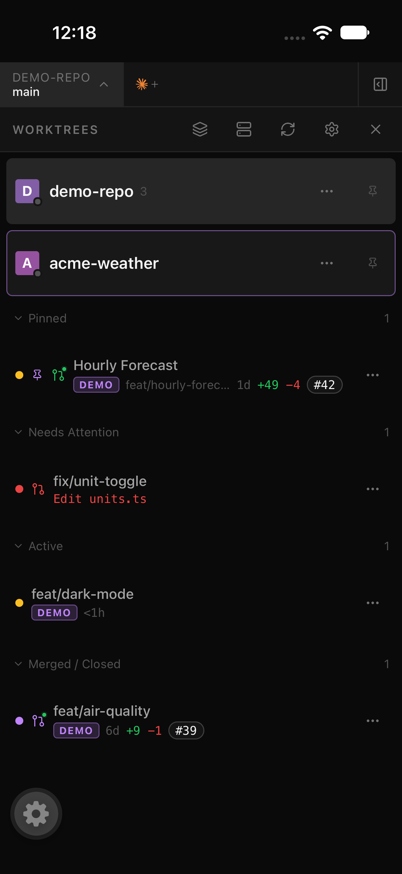 12:18
DEMO-REPO
main
+
WORKTREES
D demo-repo 3
A acme-weather
Pinned 1
Hourly Forecast
DEMO feat/hourly-forec... 1d +49 −4 #42
Needs Attention 1
fix/unit-toggle
Edit units.ts
Active 1
feat/dark-mode
DEMO <1h
Merged / Closed 1
feat/air-quality
DEMO 6d +9 −1 #39